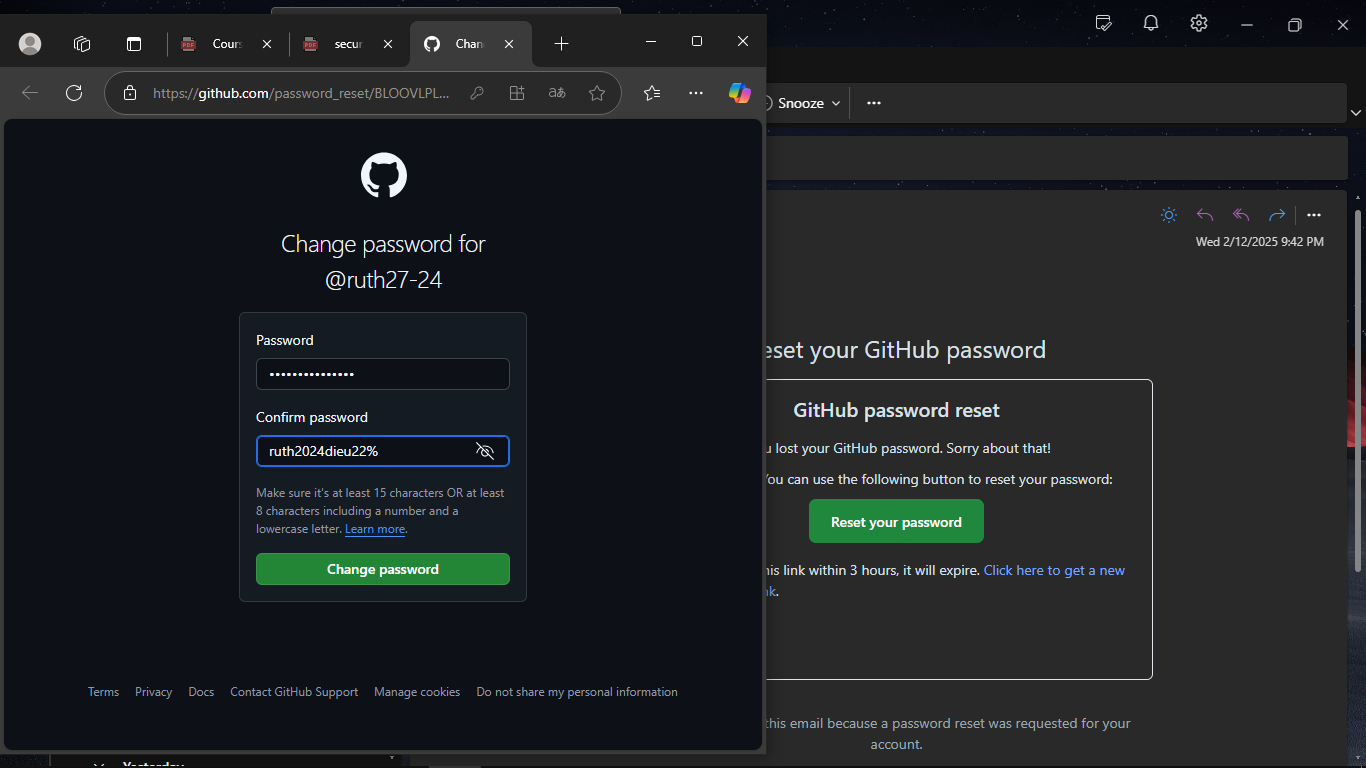 Cour
secur
Chan
https://github.com/password_reset/BLOOVLPL...
Change password for
@ruth27-24
Password
•••••••••••••••
Confirm password
ruth2024dieu22%
Make sure it's at least 15 characters OR at least
8 characters including a number and a
lowercase letter. Learn more.
Change password
Terms Privacy Docs Contact GitHub Support Manage cookies Do not share my personal information
Snooze
Wed 2/12/2025 9:42 PM
eset your GitHub password
GitHub password reset
lost your GitHub password. Sorry about that!
You can use the following button to reset your password:
Reset your password
his link within 3 hours, it will expire. Click here to get a new
k.
this email because a password reset was requested for your
account.